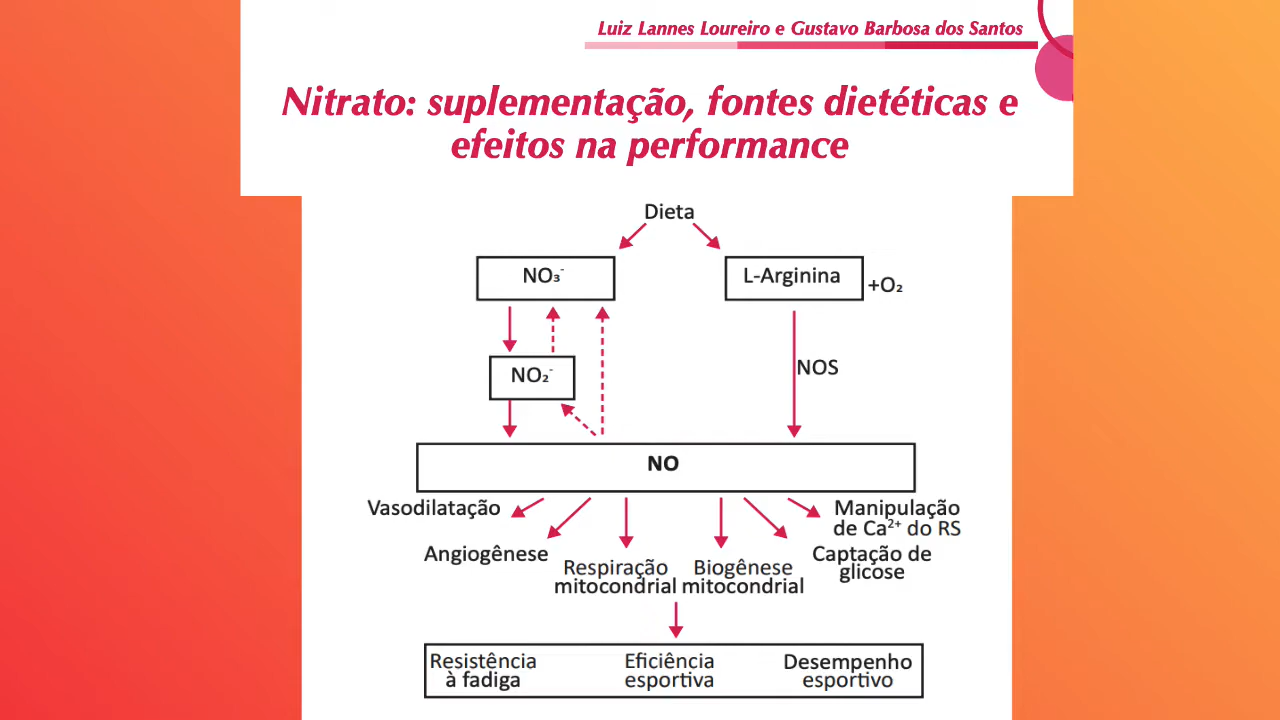 Luiz Lannes Loureiro e Gustavo Barbosa dos Santos
Nitrato: suplementação, fontes dietéticas e
efeitos na performance
Dieta
NO₃⁻
L-Arginina
+O₂
NO₂⁻
NOS
NO
Vasodilatação
Angiogênese
Respiração
mitocondrial
Biogênese
mitocondrial
Captação de
glicose
Manipulação
de Ca²⁺ do RS
Resistência
à fadiga
Eficiência
esportiva
Desempenho
esportivo